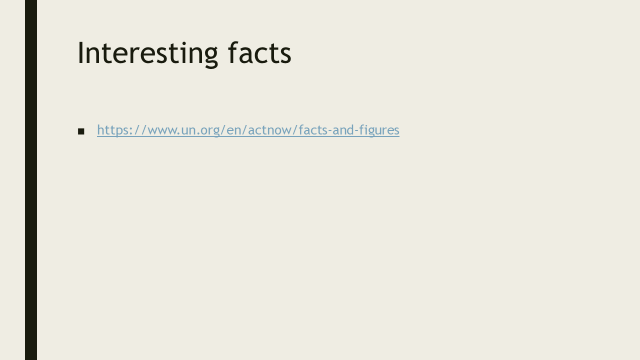 Interesting facts
■ https://www.un.org/en/actnow/facts-and-figures